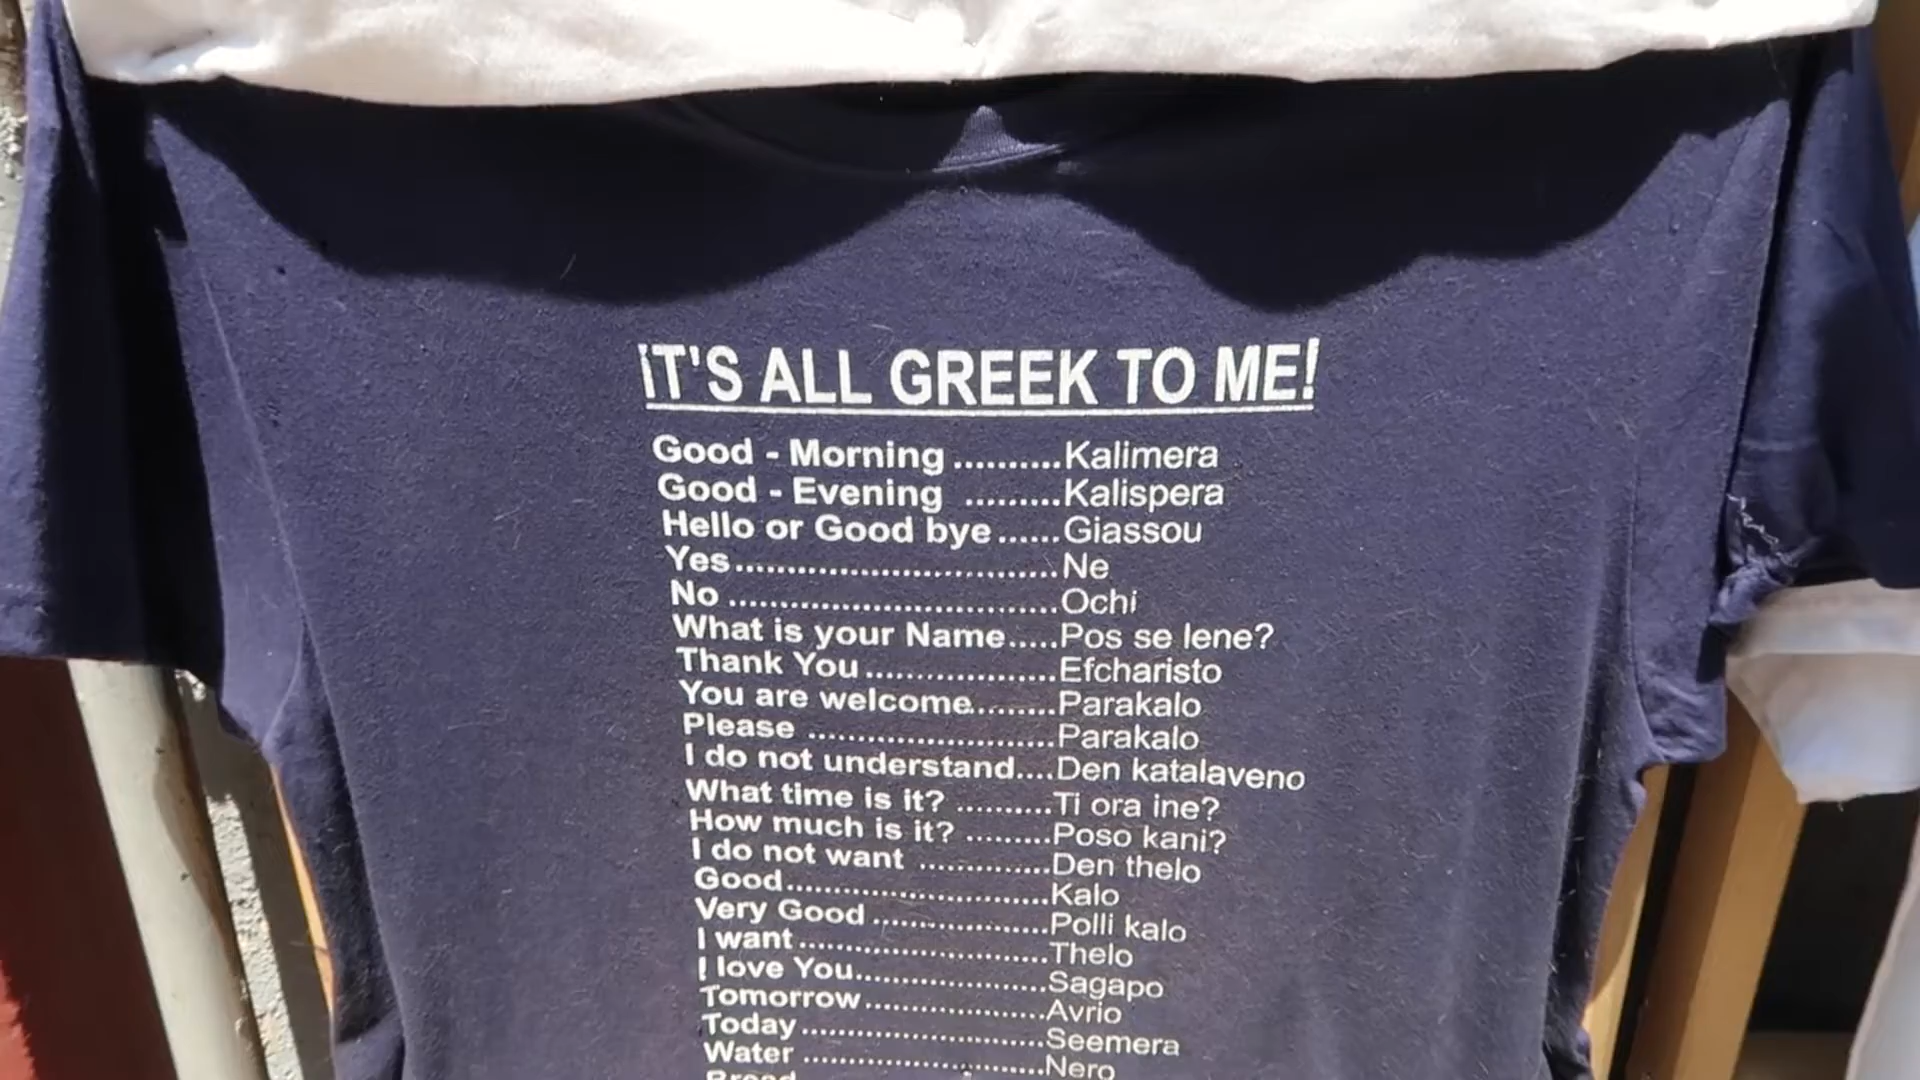 IT'S ALL GREEK TO ME!
Good - Morning ..........Kalimera
Good - Evening .........Kalispera
Hello or Good bye......Giassou
Yes................................Ne
No .................................Ochi
What is your Name.....Pos se lene?
Thank You...................Efcharisto
You are welcome.........Parakalo
Please .........................Parakalo
I do not understand....Den katalaveno
What time is it? ..........Ti ora ine?
How much is it? .........Poso kani?
I do not want .............Den thelo
Good..........................Kalo
Very Good ..................Polli kalo
I want.........................Thelo
I love You...................Sagapo
Tomorrow..................Avrio
Today.........................Seemera
Water ........................Nero
Bread